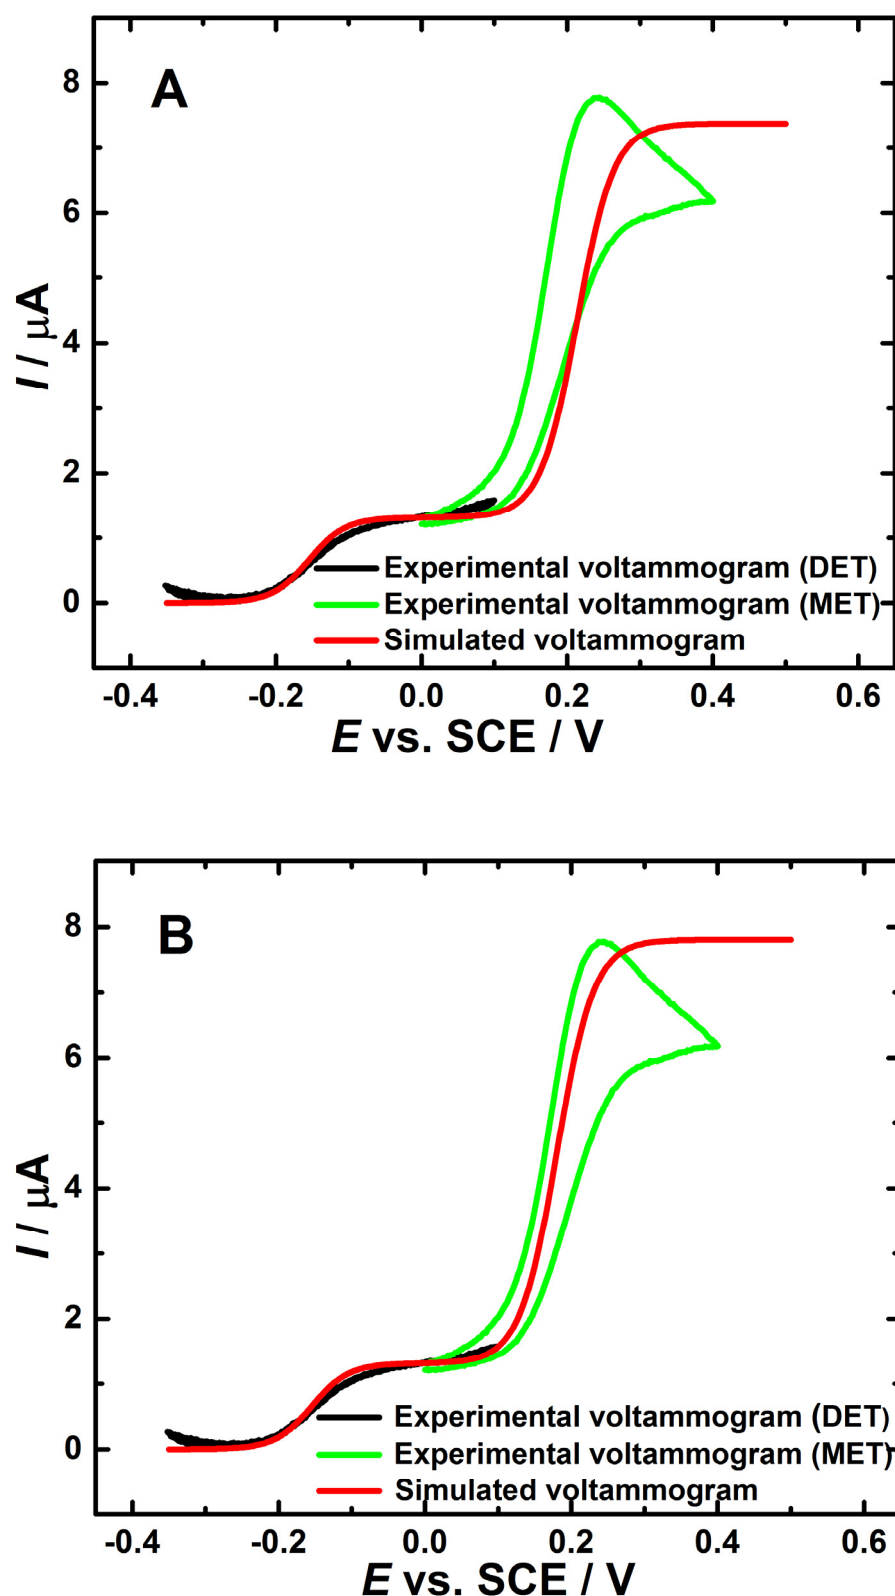 A
8
6
4
2
0
I / μA
Experimental voltammogram (DET)
Experimental voltammogram (MET)
Simulated voltammogram
-0.4 -0.2 0.0 0.2 0.4 0.6
E vs. SCE / V
B
8
6
4
2
0
I / μA
Experimental voltammogram (DET)
Experimental voltammogram (MET)
Simulated voltammogram
-0.4 -0.2 0.0 0.2 0.4 0.6
E vs. SCE / V